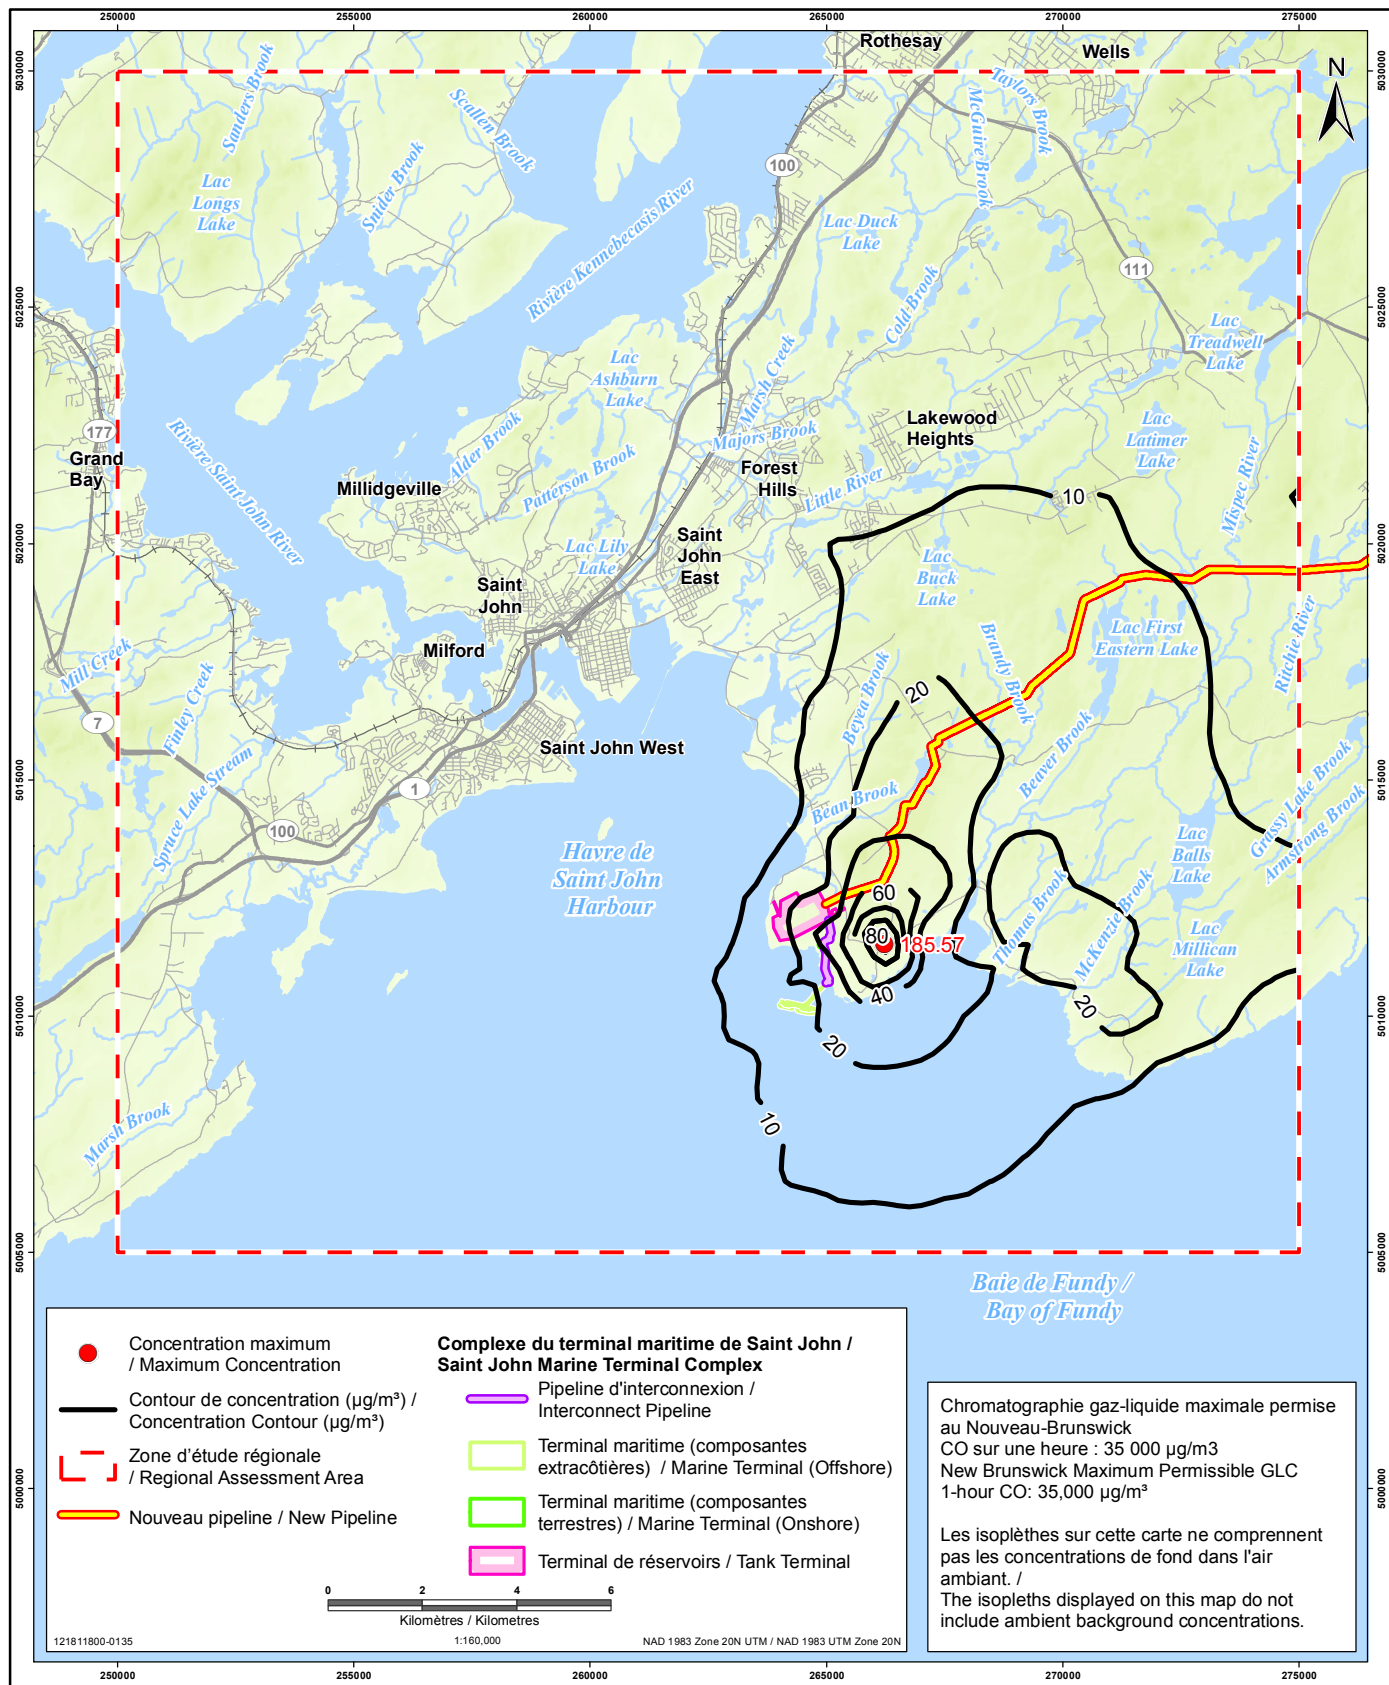 250000
255000
260000
265000
270000
275000
5030000
5030000
Rothesay
Wells
N
Sanders Brook
Scallen Brook
Taylors Brook
McGuire Brook
100
Snider Brook
Lac
Longs
Lake
Rivière Kennebecasis River
Lac Duck
Lake
111
5025000
5025000
Cold Brook
Lac
Treadwell
Lake
Lac
Ashburn
Lake
Marsh Creek
177
Grand
Bay
Rivière Saint John River
Alder Brook
Majors Brook
Lakewood
Heights
Lac
Latimer
Lake
Millidgeville
Patterson Brook
Forest
Hills
Little River
Mispec River
10
5020000
5020000
Lac Lily
Lake
Saint
John
East
Lac
Buck
Lake
Saint
John
Milford
Lac First
Eastern Lake
Mill Creek
Finley Creek
Brandy Brook
Ritchie River
Beyea Brook
20
7
Saint John West
Spruce Lake Stream
Beaver Brook
5015000
5015000
1
100
Bean Brook
Grassy Lake Brook
Armstrong Brook
Havre de
Saint John
Harbour
Lac
Balls
Lake
60
80
185.57
Thomas Brook
McKenzie Brook
Lac
Millican
Lake
40
20
20
5010000
5010000
10
Marsh Brook
5005000
5005000
Baie de Fundy /
Bay of Fundy
Concentration maximum
/ Maximum Concentration
Contour de concentration (µg/m³) /
Concentration Contour (µg/m³)
Zone d'étude régionale
/ Regional Assessment Area
Nouveau pipeline / New Pipeline
Complexe du terminal maritime de Saint John /
Saint John Marine Terminal Complex
Pipeline d'interconnexion /
Interconnect Pipeline
Terminal maritime (composantes
extracôtières) / Marine Terminal (Offshore)
Terminal maritime (composantes
terrestres) / Marine Terminal (Onshore)
Terminal de réservoirs / Tank Terminal
0 2 4 6
Kilomètres / Kilometres
121811800-0135
1:160,000
NAD 1983 Zone 20N UTM / NAD 1983 UTM Zone 20N
Chromatographie gaz-liquide maximale permise
au Nouveau-Brunswick
CO sur une heure : 35 000 µg/m3
New Brunswick Maximum Permissible GLC
1-hour CO: 35,000 µg/m³
Les isoplèthes sur cette carte ne comprennent
pas les concentrations de fond dans l'air
ambiant. /
The isopleths displayed on this map do not
include ambient background concentrations.
5000000
5000000
250000
255000
260000
265000
270000
275000